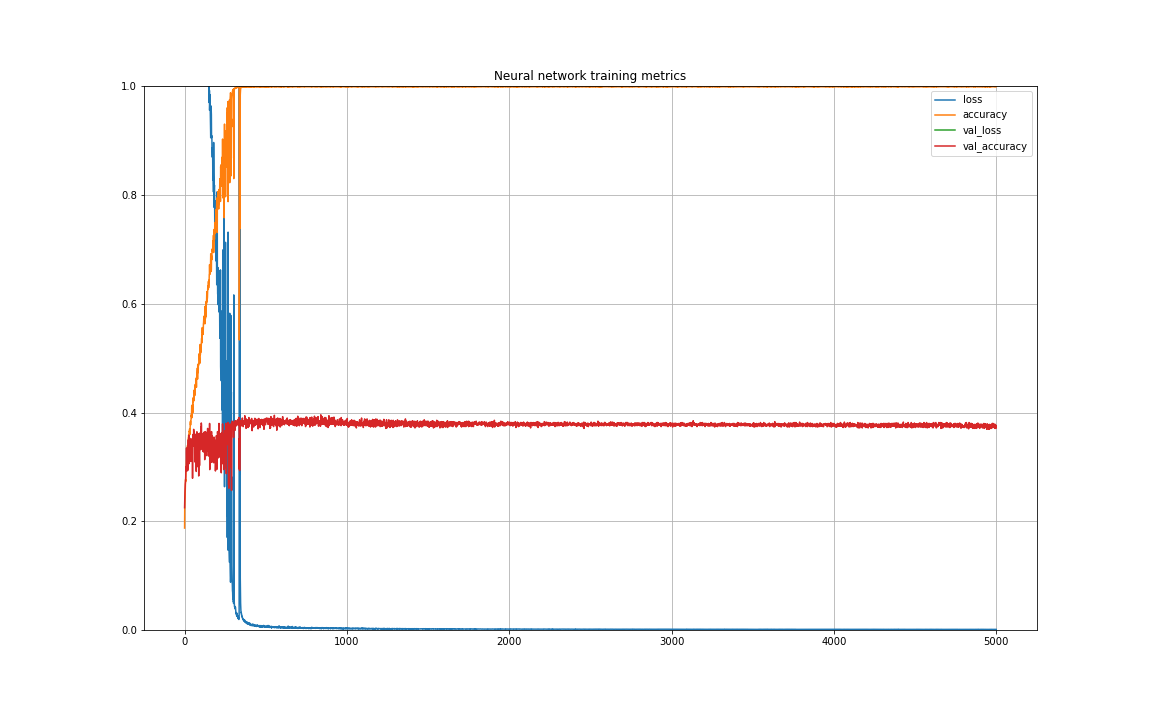 Neural network training metrics
1.0
0.8
0.6
0.4
0.2
0.0
0 1000 2000 3000 4000 5000
loss
accuracy
val_loss
val_accuracy